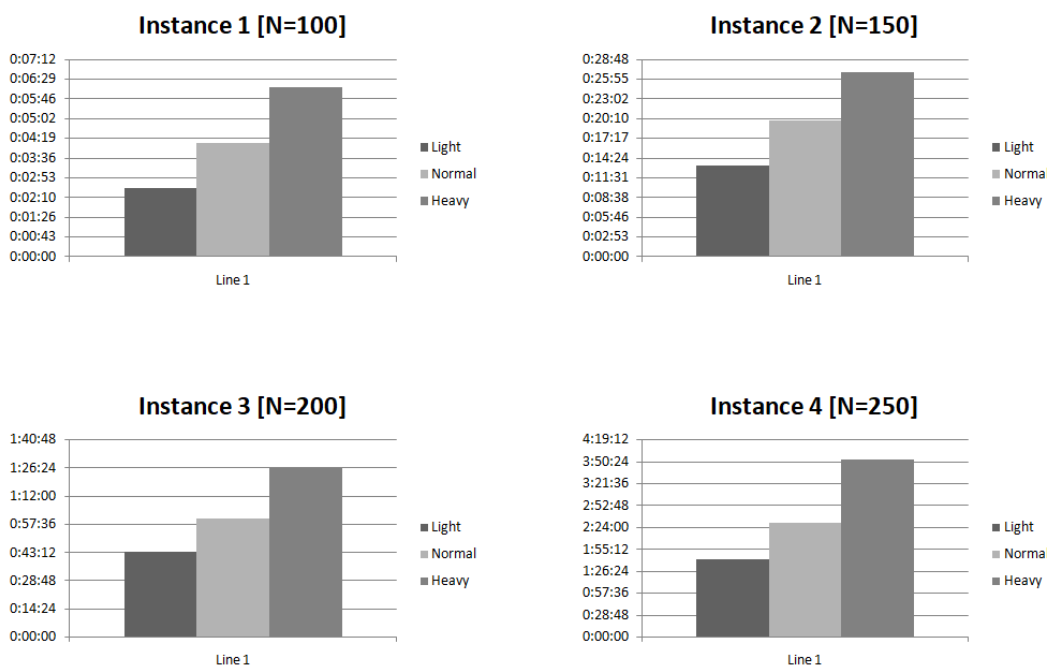 Instance 1 [N=100]
0:07:12
0:06:29
0:05:46
0:05:02
0:04:19
0:03:36
0:02:53
0:02:10
0:01:26
0:00:43
0:00:00
Line 1
Light
Normal
Heavy
Instance 2 [N=150]
0:28:48
0:25:55
0:23:02
0:20:10
0:17:17
0:14:24
0:11:31
0:08:38
0:05:46
0:02:53
0:00:00
Line 1
Light
Normal
Heavy
Instance 3 [N=200]
1:40:48
1:26:24
1:12:00
0:57:36
0:43:12
0:28:48
0:14:24
0:00:00
Line 1
Light
Normal
Heavy
Instance 4 [N=250]
4:19:12
3:50:24
3:21:36
2:52:48
2:24:00
1:55:12
1:26:24
0:57:36
0:28:48
0:00:00
Line 1
Light
Normal
Heavy